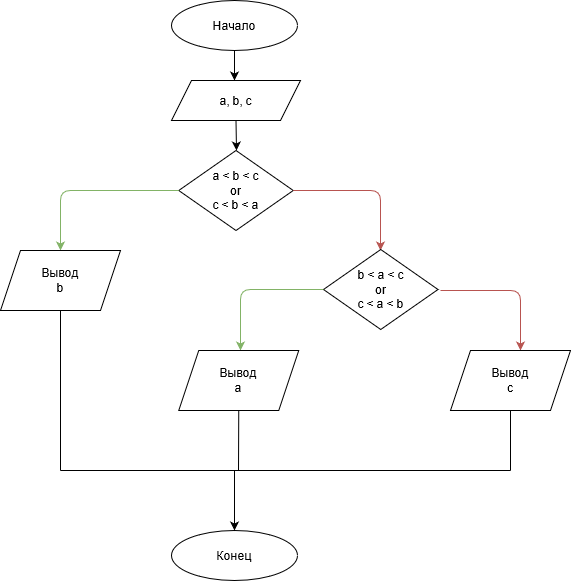 Начало
a, b, c
a < b < c
or
c < b < a
Вывод
b
b < a < c
or
c < a < b
Вывод
a
Вывод
c
Конец